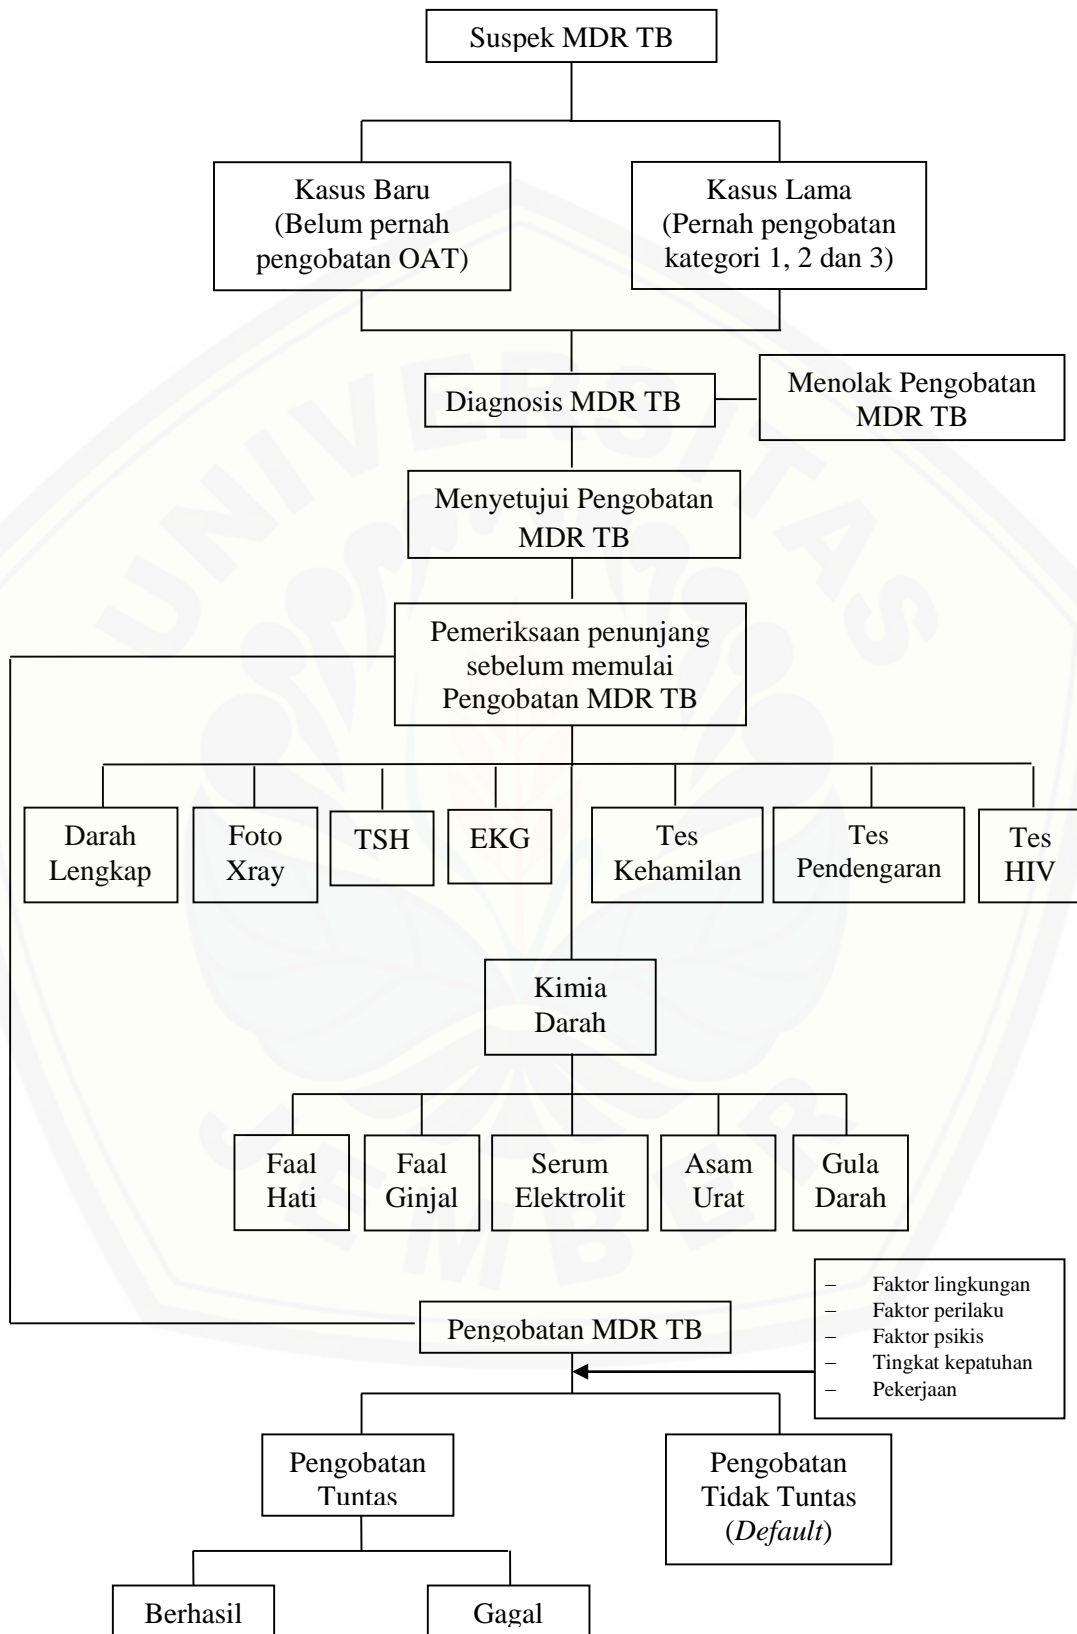 Suspek MDR TB
Kasus Baru
(Belum pernah
pengobatan OAT)
Kasus Lama
(Pernah pengobatan
kategori 1, 2 dan 3)
Diagnosis MDR TB
Menolak Pengobatan
MDR TB
Menyetujui Pengobatan
MDR TB
Pemeriksaan penunjang
sebelum memulai
Pengobatan MDR TB
Darah
Lengkap
Foto
Xray
TSH
EKG
Tes
Kehamilan
Tes
Pendengaran
Tes
HIV
Kimia
Darah
Faal
Hati
Faal
Ginjal
Serum
Elektrolit
Asam
Urat
Gula
Darah
– Faktor lingkungan
– Faktor perilaku
– Faktor psikis
– Tingkat kepatuhan
– Pekerjaan
Pengobatan MDR TB
Pengobatan
Tuntas
Pengobatan
Tidak Tuntas
(Default)
Berhasil
Gagal
UNIVERSITAS
JEMBER